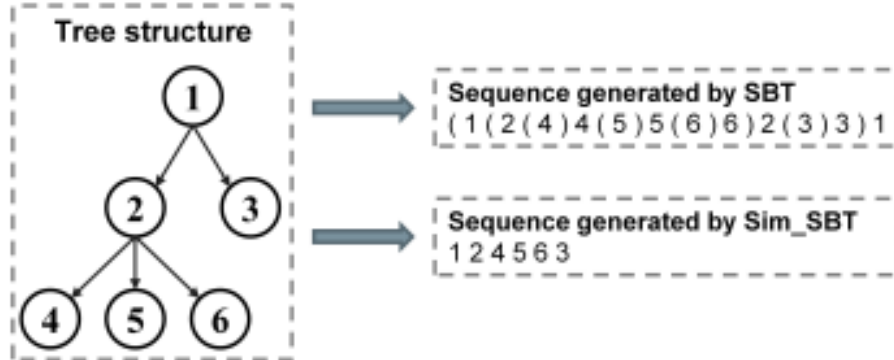 Tree structure
1
2 3
4 5 6
Sequence generated by SBT
( 1 ( 2 ( 4 ) 4 ( 5 ) 5 ( 6 ) 6 ) 2 ( 3 ) 3 ) 1
Sequence generated by Sim_SBT
1 2 4 5 6 3